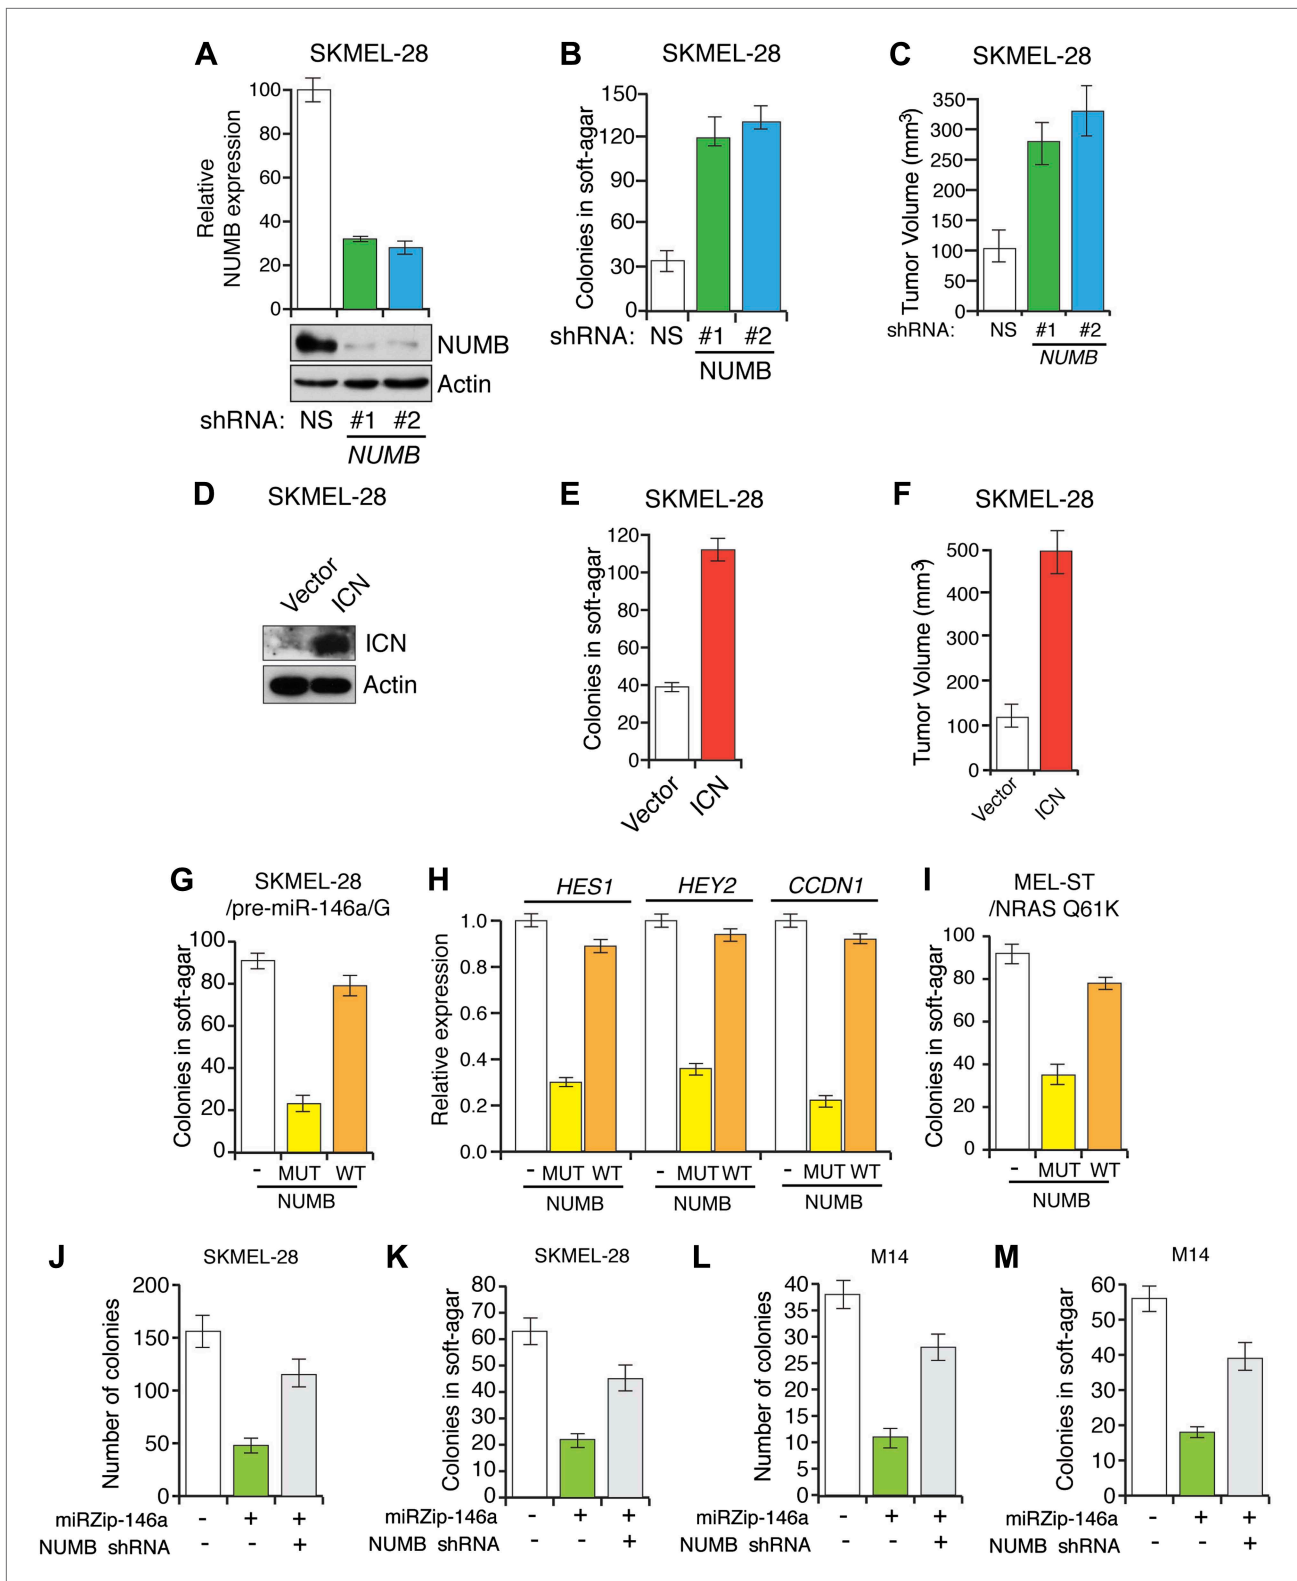 A SKMEL-28
Relative
NUMB expression
100
80
60
40
20
0
NUMB
Actin
shRNA: NS #1 #2
NUMB
B SKMEL-28
Colonies in soft-agar
150
120
90
60
30
0
shRNA: NS #1 #2
NUMB
C SKMEL-28
Tumor Volume (mm3)
350
300
250
200
150
100
50
0
shRNA: NS #1 #2
NUMB
D SKMEL-28
Vector ICN
ICN
Actin
E SKMEL-28
Colonies in soft-agar
120
100
80
60
40
20
0
Vector ICN
F SKMEL-28
Tumor Volume (mm3)
500
400
300
200
100
0
Vector ICN
G SKMEL-28
/pre-miR-146a/G
Colonies in soft-agar
100
80
60
40
20
0
- MUT WT
NUMB
H HES1 HEY2 CCDN1
Relative expression
1.0
0.8
0.6
0.4
0.2
0.0
- MUT WT - MUT WT - MUT WT
NUMB NUMB NUMB
I MEL-ST
/NRAS Q61K
Colonies in soft-agar
100
80
60
40
20
0
- MUT WT
NUMB
J SKMEL-28
Number of colonies
200
150
100
50
0
miRZip-146a - + +
NUMB shRNA - - +
K SKMEL-28
Colonies in soft-agar
80
70
60
50
40
30
20
10
0
miRZip-146a - + +
NUMB shRNA - - +
L M14
Number of colonies
40
35
30
25
20
15
10
5
0
miRZip-146a - + +
NUMB shRNA - - +
M M14
Colonies in soft-agar
60
50
40
30
20
10
0
miRZip-146a - + +
NUMB shRNA - - +